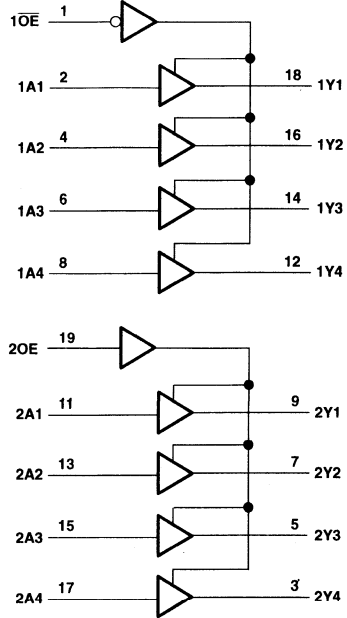 1O̅E̅ 1
1A1 2 18 1Y1
1A2 4 16 1Y2
1A3 6 14 1Y3
1A4 8 12 1Y4
2OE 19
2A1 11 9 2Y1
2A2 13 7 2Y2
2A3 15 5 2Y3
2A4 17 3 2Y4